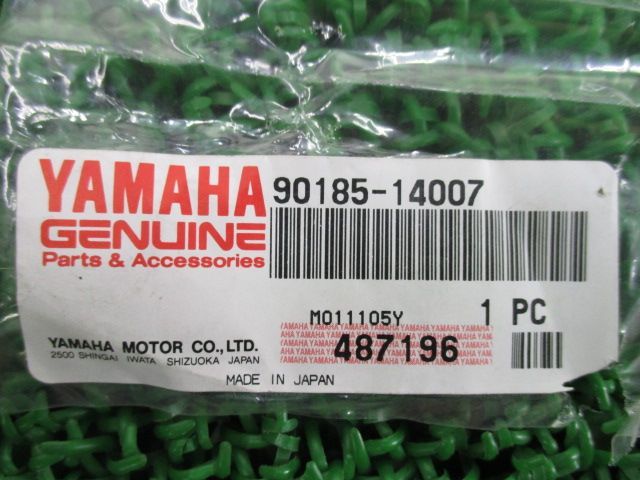 YAMAHA
GENUINE
Parts & Accessories
90185-14007
M011105Y 1 PC
487196
YAMAHA MOTOR CO.,LTD.
2500 SHINGAI IWATA SHIZUOKA JAPAN
MADE IN JAPAN